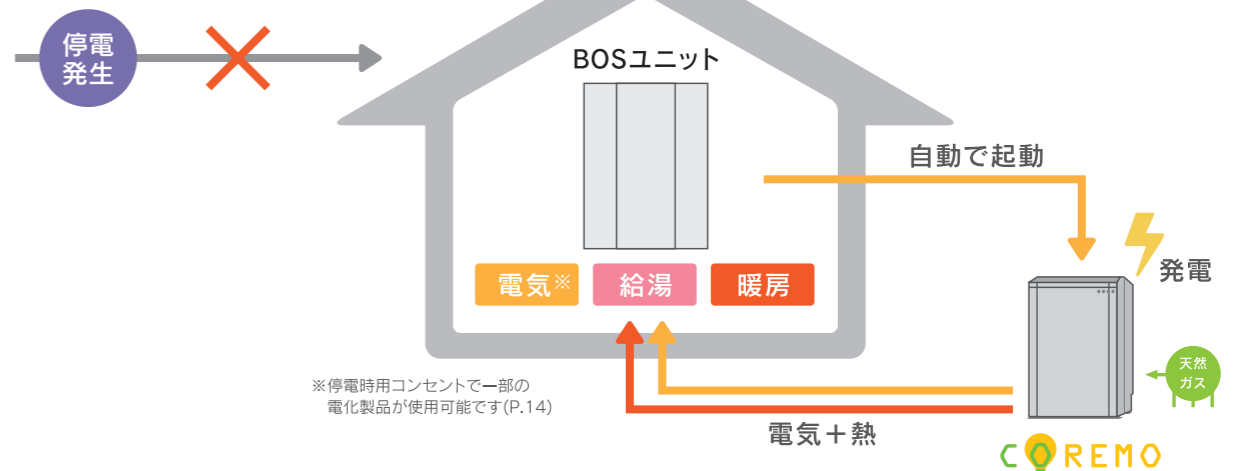 停電
発生
BOSユニット
自動で起動
発電
電気※
給湯
暖房
天然
ガス
※停電時用コンセントで一部の
電化製品が使用可能です(P.14)
電気＋熱
COREMO